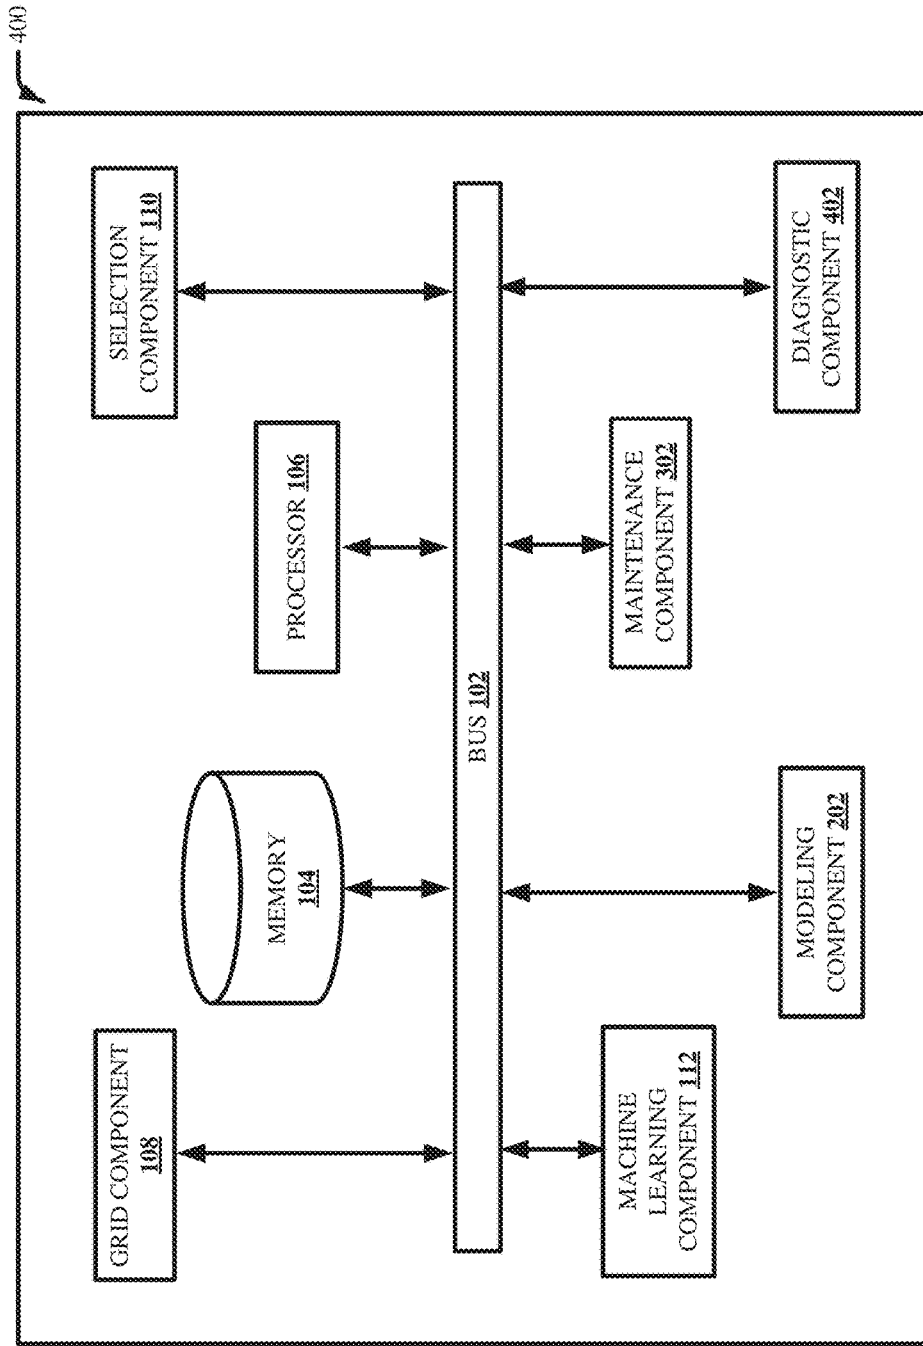 400
GRID COMPONENT
108
MEMORY
104
PROCESSOR 106
SELECTION
COMPONENT 110
BUS 102
MACHINE
LEARNING
COMPONENT 112
MODELING
COMPONENT 202
MAINTENANCE
COMPONENT 302
DIAGNOSTIC
COMPONENT 402